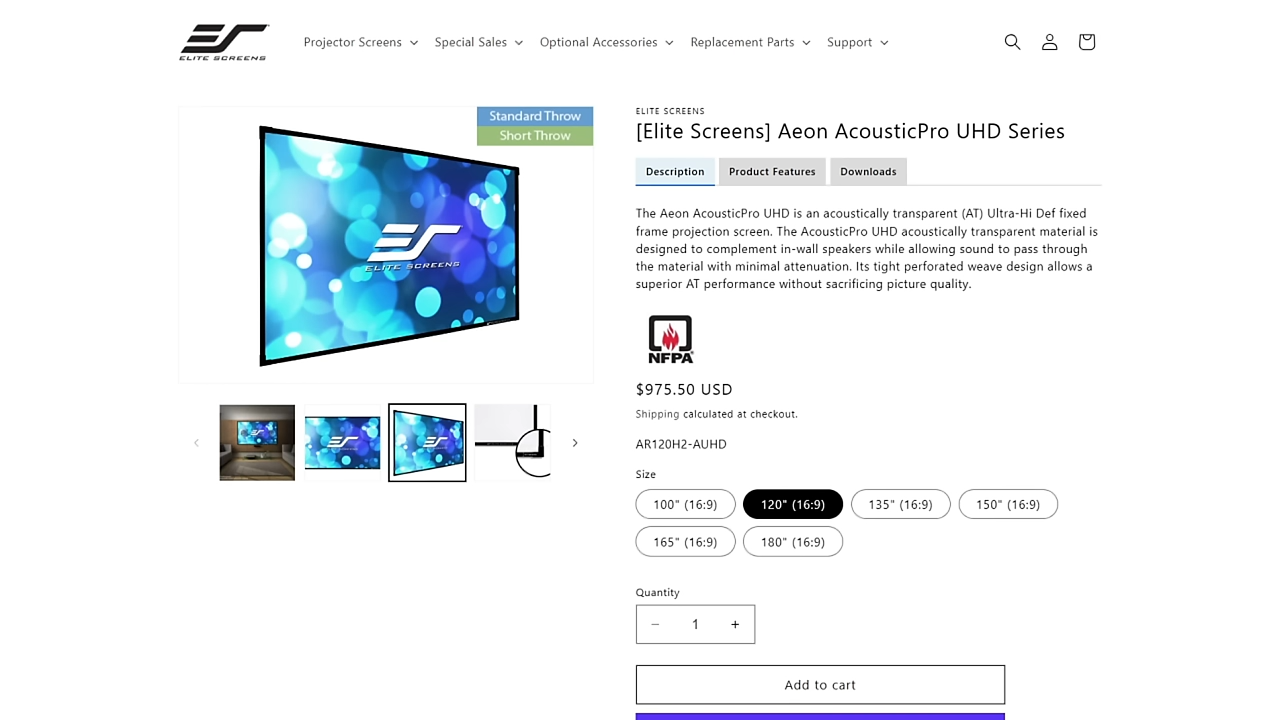 ELITE SCREENS
Projector Screens
Special Sales
Optional Accessories
Replacement Parts
Support
Standard Throw
Short Throw
ELITE SCREENS
ELITE SCREENS
[Elite Screens] Aeon AcousticPro UHD Series
Description
Product Features
Downloads
The Aeon AcousticPro UHD is an acoustically transparent (AT) Ultra-Hi Def fixed
frame projection screen. The AcousticPro UHD acoustically transparent material is
designed to complement in-wall speakers while allowing sound to pass through
the material with minimal attenuation. Its tight perforated weave design allows a
superior AT performance without sacrificing picture quality.
NFPA
$975.50 USD
Shipping calculated at checkout.
AR120H2-AUHD
Size
100" (16:9)
120" (16:9)
135" (16:9)
150" (16:9)
165" (16:9)
180" (16:9)
Quantity
− 1 +
Add to cart